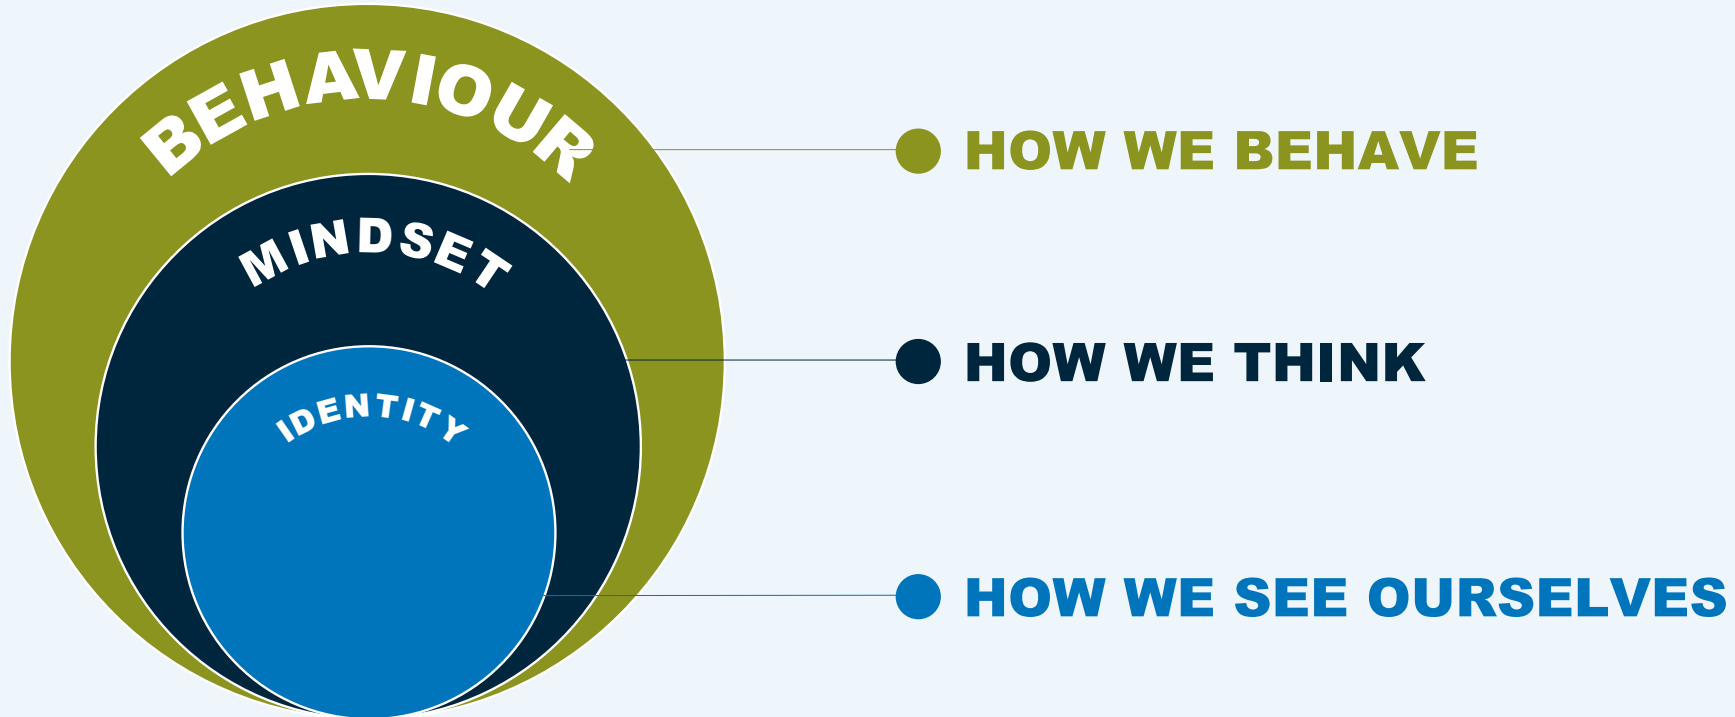 BEHAVIOUR
HOW WE BEHAVE
MINDSET
HOW WE THINK
IDENTITY
HOW WE SEE OURSELVES